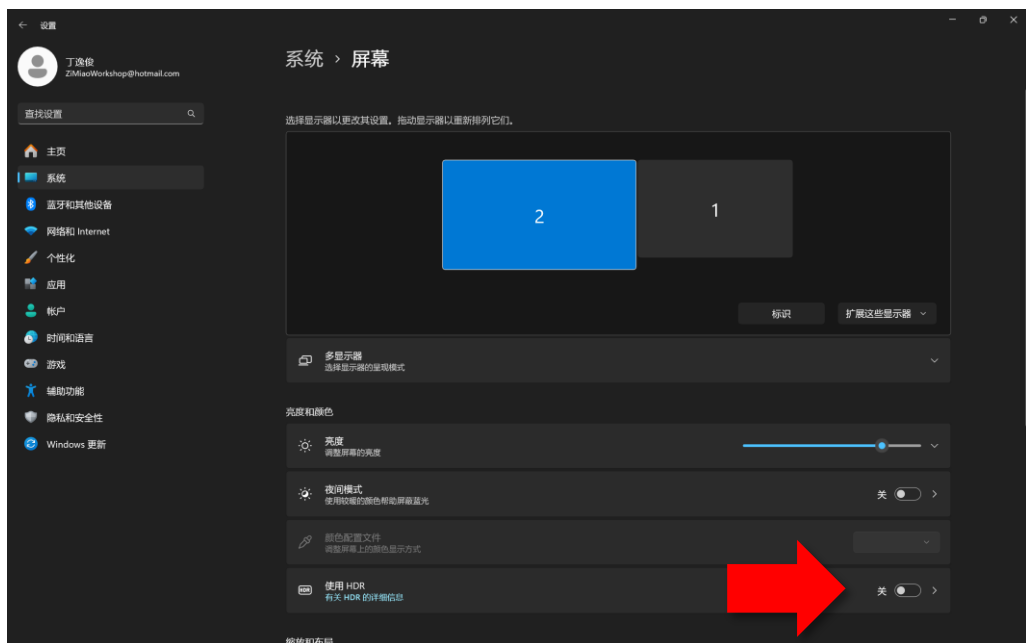 设置
丁逸俊
ZiMiaoWorkshop@hotmail.com
查找设置
主页
系统
蓝牙和其他设备
网络和 Internet
个性化
应用
帐户
时间和语言
游戏
辅助功能
隐私和安全性
Windows 更新
系统 › 屏幕
选择显示器以更改其设置。拖动显示器以重新排列它们。
2
1
标识
扩展这些显示器
多显示器
选择显示器的呈现模式
亮度和颜色
亮度
调整屏幕的亮度
夜间模式
使用较暖的颜色帮助屏蔽蓝光
关
颜色配置文件
调整屏幕上的颜色显示方式
HDR
使用 HDR
有关 HDR 的详细信息
关
缩放和布局